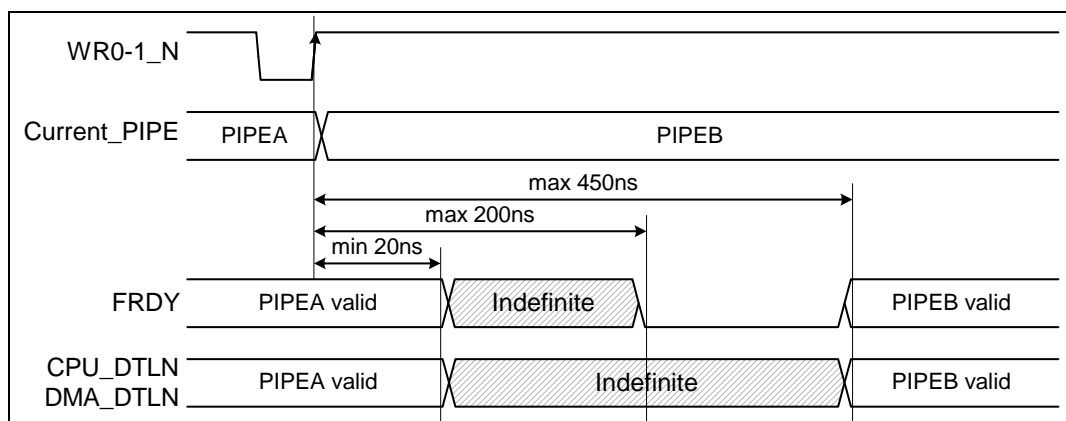 WR0-1_N
Current_PIPE
PIPEA
PIPEB
max 450ns
max 200ns
min 20ns
FRDY
PIPEA valid
Indefinite
PIPEB valid
CPU_DTLN
DMA_DTLN
PIPEA valid
Indefinite
PIPEB valid